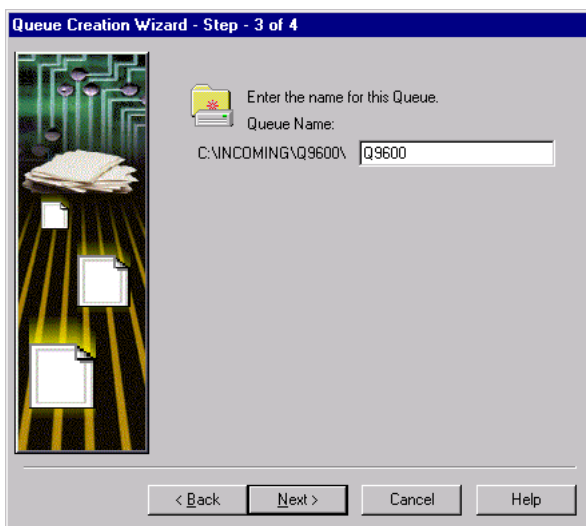 Queue Creation Wizard - Step - 3 of 4
Enter the name for this Queue.
Queue Name:
C:\INCOMING\Q9600\ Q9600
< Back Next > Cancel Help